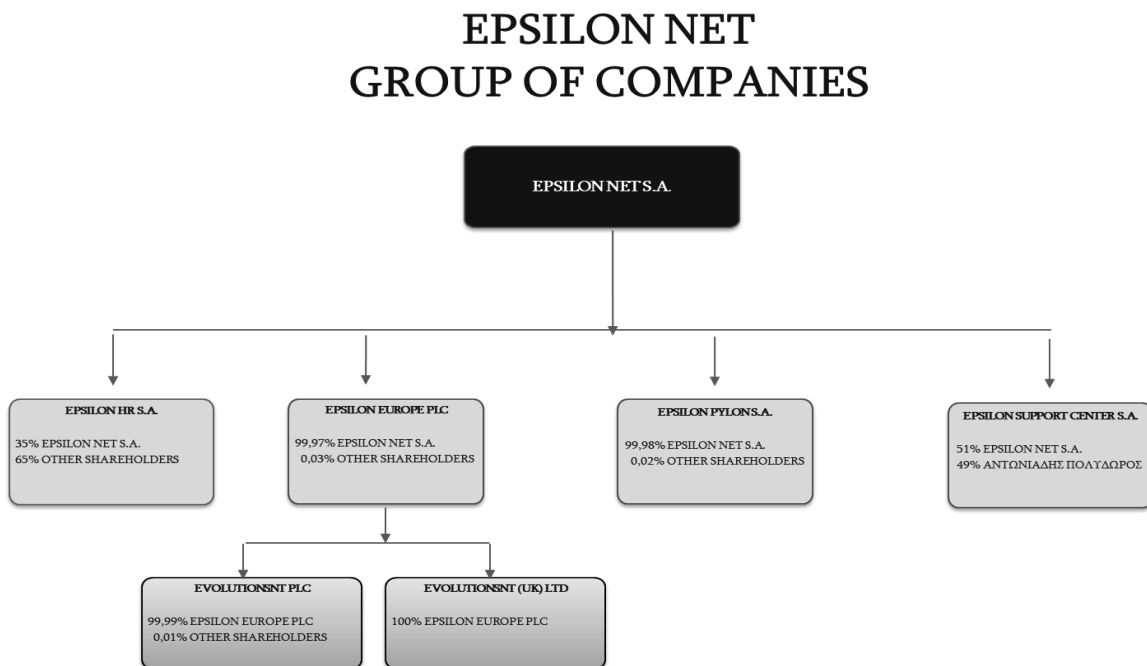 EPSILON NET
GROUP OF COMPANIES
EPSILON NET S.A.
EPSILON HR S.A.
35% EPSILON NET S.A.
65% OTHER SHAREHOLDERS
EPSILON EUROPE PLC
99,97% EPSILON NET S.A.
0,03% OTHER SHAREHOLDERS
EPSILON PYLON S.A.
99,98% EPSILON NET S.A.
0,02% OTHER SHAREHOLDERS
EPSILON SUPPORT CENTER S.A.
51% EPSILON NET S.A.
49% ΑΝΤΩΝΙΑΔΗΣ ΠΟΛΥΔΩΡΟΣ
EVOLUTIONSNT PLC
99,99% EPSILON EUROPE PLC
0,01% OTHER SHAREHOLDERS
EVOLUTIONSNT (UK) LTD
100% EPSILON EUROPE PLC